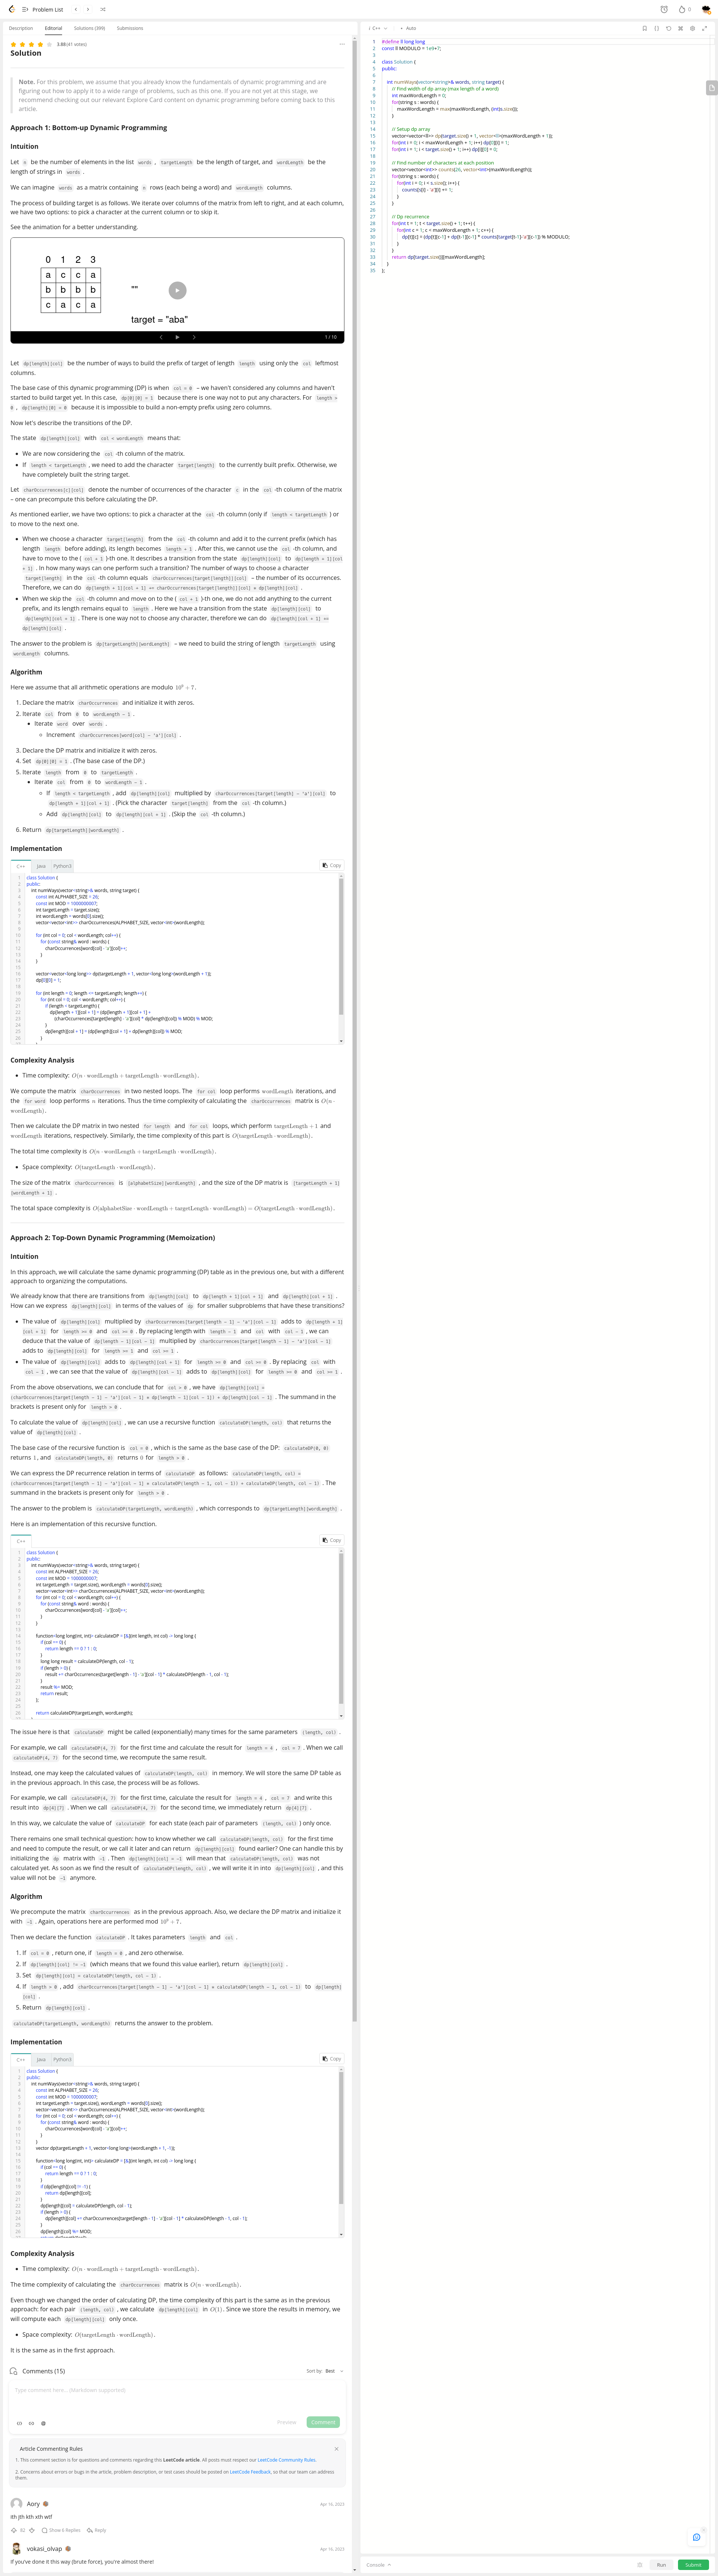 Problem List
0
Description Editorial Solutions (399) Submissions
3.88 (41 votes)
Solution
Note. For this problem, we assume that you already know the fundamentals of dynamic programming and are
figuring out how to apply it to a wide range of problems, such as this one. If you are not yet at this stage, we
recommend checking out our relevant Explore Card content on dynamic programming before coming back to this
article.
Approach 1: Bottom-up Dynamic Programming
Intuition
Let n be the number of elements in the list words , targetLength be the length of target, and wordLength be the
length of strings in words .
We can imagine words as a matrix containing n rows (each being a word) and wordLength columns.
The process of building target is as follows. We iterate over the columns of the matrix from left to right, and at each column,
we have two options: to pick a character at the current column or to skip it.
See the animation for a better understanding.
0 1 2 3
a c c a
b b b b
c a c a
""
target = "aba"
1 / 10
Let dp[length][col] be the number of ways to build the prefix of target of length length using only the col leftmost
columns.
The base case of this dynamic programming (DP) is when col = 0 – we haven't considered any columns and haven't
started to build target yet. In this case, dp[0][0] = 1 because there is one way not to put any characters. For length >
0 , dp[length][0] = 0 because it is impossible to build a non-empty prefix using zero columns.
Now let's describe the transitions of the DP.
The state dp[length][col] with col < wordLength means that:
We are now considering the col -th column of the matrix.
If length < targetLength , we need to add the character target[length] to the currently built prefix. Otherwise, we
have completely built the string target.
Let charOccurrences[c][col] denote the number of occurrences of the character c in the col -th column of the matrix
– one can precompute this before calculating the DP.
As mentioned earlier, we have two options: to pick a character at the col -th column (only if length < targetLength ) or
to move to the next one.
When we choose a character target[length] from the col -th column and add it to the current prefix (which has
length length before adding), its length becomes length + 1 . After this, we cannot use the col -th column, and
have to move to the ( col + 1 )-th one. It describes a transition from the state dp[length][col] to dp[length + 1][col
+ 1] . In how many ways can one perform such a transition? The number of ways to choose a character
target[length] in the col -th column equals charOccurrences[target[length]][col] – the number of its occurrences.
Therefore, we can do dp[length + 1][col + 1] += charOccurrences[target[length]][col] * dp[length][col] .
When we skip the col -th column and move on to the ( col + 1 )-th one, we do not add anything to the current
prefix, and its length remains equal to length . Here we have a transition from the state dp[length][col] to
dp[length][col + 1] . There is one way not to choose any character, therefore we can do dp[length][col + 1] +=
dp[length][col] .
The answer to the problem is dp[targetLength][wordLength] – we need to build the string of length targetLength using
wordLength columns.
Algorithm
Here we assume that all arithmetic operations are modulo 10⁹ + 7.
1. Declare the matrix charOccurrences and initialize it with zeros.
2. Iterate col from 0 to wordLength - 1 .
Iterate word over words .
Increment charOccurrences[word[col] - 'a'][col] .
3. Declare the DP matrix and initialize it with zeros.
4. Set dp[0][0] = 1 . (The base case of the DP.)
5. Iterate length from 0 to targetLength .
Iterate col from 0 to wordLength - 1 .
If length < targetLength , add dp[length][col] multiplied by charOccurrences[target[length] - 'a'][col] to
dp[length + 1][col + 1] . (Pick the character target[length] from the col -th column.)
Add dp[length][col] to dp[length][col + 1] . (Skip the col -th column.)
6. Return dp[targetLength][wordLength] .
Implementation
C++ Java Python3 Copy
1 class Solution {
2 public:
3 int numWays(vector<string>& words, string target) {
4 const int ALPHABET_SIZE = 26;
5 const int MOD = 1000000007;
6 int targetLength = target.size();
7 int wordLength = words[0].size();
8 vector<vector<int>> charOccurrences(ALPHABET_SIZE, vector<int>(wordLength));
9
10 for (int col = 0; col < wordLength; col++) {
11 for (const string& word : words) {
12 charOccurrences[word[col] - 'a'][col]++;
13 }
14 }
15
16 vector<vector<long long>> dp(targetLength + 1, vector<long long>(wordLength + 1));
17 dp[0][0] = 1;
18
19 for (int length = 0; length <= targetLength; length++) {
20 for (int col = 0; col < wordLength; col++) {
21 if (length < targetLength) {
22 dp[length + 1][col + 1] = (dp[length + 1][col + 1] +
23 (charOccurrences[target[length] - 'a'][col] * dp[length][col]) % MOD) % MOD;
24 }
25 dp[length][col + 1] = (dp[length][col + 1] + dp[length][col]) % MOD;
26 }
Complexity Analysis
Time complexity: O(n · wordLength + targetLength · wordLength).
We compute the matrix charOccurrences in two nested loops. The for col loop performs wordLength iterations, and
the for word loop performs n iterations. Thus the time complexity of calculating the charOccurrences matrix is O(n ·
wordLength).
Then we calculate the DP matrix in two nested for length and for col loops, which perform targetLength + 1 and
wordLength iterations, respectively. Similarly, the time complexity of this part is O(targetLength · wordLength).
The total time complexity is O(n · wordLength + targetLength · wordLength).
Space complexity: O(targetLength · wordLength).
The size of the matrix charOccurrences is [alphabetSize][wordLength] , and the size of the DP matrix is [targetLength + 1]
[wordLength + 1] .
The total space complexity is O(alphabetSize · wordLength + targetLength · wordLength) = O(targetLength · wordLength).
Approach 2: Top-Down Dynamic Programming (Memoization)
Intuition
In this approach, we will calculate the same dynamic programming (DP) table as in the previous one, but with a different
approach to organizing the computations.
We already know that there are transitions from dp[length][col] to dp[length + 1][col + 1] and dp[length][col + 1] .
How can we express dp[length][col] in terms of the values of dp for smaller subproblems that have these transitions?
The value of dp[length][col] multiplied by charOccurrences[target[length - 1] - 'a'][col - 1] adds to dp[length + 1]
[col + 1] for length >= 0 and col >= 0 . By replacing length with length - 1 and col with col - 1 , we can
deduce that the value of dp[length - 1][col - 1] multiplied by charOccurrences[target[length - 1] - 'a'][col - 1]
adds to dp[length][col] for length >= 1 and col >= 1 .
The value of dp[length][col] adds to dp[length][col + 1] for length >= 0 and col >= 0 . By replacing col with
col - 1 , we can see that the value of dp[length][col - 1] adds to dp[length][col] for length >= 0 and col >= 1 .
From the above observations, we can conclude that for col > 0 , we have dp[length][col] =
(charOccurrences[target[length - 1] - 'a'][col - 1] * dp[length - 1][col - 1]) + dp[length][col - 1] . The summand in the
brackets is present only for length > 0 .
To calculate the value of dp[length][col] , we can use a recursive function calculateDP(length, col) that returns the
value of dp[length][col] .
The base case of the recursive function is col = 0 , which is the same as the base case of the DP: calculateDP(0, 0)
returns 1, and calculateDP(length, 0) returns 0 for length > 0 .
We can express the DP recurrence relation in terms of calculateDP as follows: calculateDP(length, col) =
(charOccurrences[target[length - 1] - 'a'][col - 1] * calculateDP(length - 1, col - 1)) + calculateDP(length, col - 1) . The
summand in the brackets is present only for length > 0 .
The answer to the problem is calculateDP(targetLength, wordLength) , which corresponds to dp[targetLength][wordLength] .
Here is an implementation of this recursive function.
C++ Copy
1 class Solution {
2 public:
3 int numWays(vector<string>& words, string target) {
4 const int ALPHABET_SIZE = 26;
5 const int MOD = 1000000007;
6 int targetLength = target.size(), wordLength = words[0].size();
7 vector<vector<int>> charOccurrences(ALPHABET_SIZE, vector<int>(wordLength));
8 for (int col = 0; col < wordLength; col++) {
9 for (const string& word : words) {
10 charOccurrences[word[col] - 'a'][col]++;
11 }
12 }
13
14 function<long long(int, int)> calculateDP = [&](int length, int col) -> long long {
15 if (col == 0) {
16 return length == 0 ? 1 : 0;
17 }
18 long long result = calculateDP(length, col - 1);
19 if (length > 0) {
20 result += charOccurrences[target[length - 1] - 'a'][col - 1] * calculateDP(length - 1, col - 1);
21 }
22 result %= MOD;
23 return result;
24 };
25
26 return calculateDP(targetLength, wordLength);
The issue here is that calculateDP might be called (exponentially) many times for the same parameters (length, col) .
For example, we call calculateDP(4, 7) for the first time and calculate the result for length = 4 , col = 7 . When we call
calculateDP(4, 7) for the second time, we recompute the same result.
Instead, one may keep the calculated values of calculateDP(length, col) in memory. We will store the same DP table as
in the previous approach. In this case, the process will be as follows.
For example, we call calculateDP(4, 7) for the first time, calculate the result for length = 4 , col = 7 and write this
result into dp[4][7] . When we call calculateDP(4, 7) for the second time, we immediately return dp[4][7] .
In this way, we calculate the value of calculateDP for each state (each pair of parameters (length, col) ) only once.
There remains one small technical question: how to know whether we call calculateDP(length, col) for the first time
and need to compute the result, or we call it later and can return dp[length][col] found earlier? One can handle this by
initializing the dp matrix with -1 . Then dp[length][col] = -1 will mean that calculateDP(length, col) was not
calculated yet. As soon as we find the result of calculateDP(length, col) , we will write it in into dp[length][col] , and this
value will not be -1 anymore.
Algorithm
We precompute the matrix charOccurrences as in the previous approach. Also, we declare the DP matrix and initialize it
with -1 . Again, operations here are performed mod 10⁹ + 7.
Then we declare the function calculateDP . It takes parameters length and col .
1. If col = 0 , return one, if length = 0 , and zero otherwise.
2. If dp[length][col] != -1 (which means that we found this value earlier), return dp[length][col] .
3. Set dp[length][col] = calculateDP(length, col - 1) .
4. If length > 0 , add charOccurrences[target[length - 1] - 'a'][col - 1] * calculateDP(length - 1, col - 1) to dp[length]
[col] .
5. Return dp[length][col] .
calculateDP(targetLength, wordLength) returns the answer to the problem.
Implementation
C++ Java Python3 Copy
1 class Solution {
2 public:
3 int numWays(vector<string>& words, string target) {
4 const int ALPHABET_SIZE = 26;
5 const int MOD = 1000000007;
6 int targetLength = target.size(), wordLength = words[0].size();
7 vector<vector<int>> charOccurrences(ALPHABET_SIZE, vector<int>(wordLength));
8 for (int col = 0; col < wordLength; col++) {
9 for (const string& word : words) {
10 charOccurrences[word[col] - 'a'][col]++;
11 }
12 }
13 vector dp(targetLength + 1, vector<long long>(wordLength + 1, -1));
14
15 function<long long(int, int)> calculateDP = [&](int length, int col) -> long long {
16 if (col == 0) {
17 return length == 0 ? 1 : 0;
18 }
19 if (dp[length][col] != -1) {
20 return dp[length][col];
21 }
22 dp[length][col] = calculateDP(length, col - 1);
23 if (length > 0) {
24 dp[length][col] += charOccurrences[target[length - 1] - 'a'][col - 1] * calculateDP(length - 1, col - 1);
25 }
26 dp[length][col] %= MOD;
Complexity Analysis
Time complexity: O(n · wordLength + targetLength · wordLength).
The time complexity of calculating the charOccurrences matrix is O(n · wordLength).
Even though we changed the order of calculating DP, the time complexity of this part is the same as in the previous
approach: for each pair (length, col) , we calculate dp[length][col] in O(1). Since we store the results in memory, we
will compute each dp[length][col] only once.
Space complexity: O(targetLength · wordLength).
It is the same as in the first approach.
Comments (15) Sort by: Best
Type comment here... (Markdown supported)
Preview Comment
Article Commenting Rules
1. This comment section is for questions and comments regarding this LeetCode article. All posts must respect our LeetCode Community Rules.
2. Concerns about errors or bugs in the article, problem description, or test cases should be posted on LeetCode Feedback, so that our team can address
them.
Aory Apr 16, 2023
ith jth kth xth wtf
82 Show 6 Replies Reply
vokasi_olvap Apr 16, 2023
If you've done it this way (brute force), you're almost there!
C++ Auto
1 #define ll long long
2 const ll MODULO = 1e9+7;
3
4 class Solution {
5 public:
6
7 int numWays(vector<string>& words, string target) {
8 // Find width of dp array (max length of a word)
9 int maxWordLength = 0;
10 for(string s : words) {
11 maxWordLength = max(maxWordLength, (int)s.size());
12 }
13
14 // Setup dp array
15 vector<vector<ll>> dp(target.size() + 1, vector<ll>(maxWordLength + 1));
16 for(int i = 0; i < maxWordLength + 1; i++) dp[0][i] = 1;
17 for(int i = 1; i < target.size() + 1; i++) dp[i][0] = 0;
18
19 // Find number of characters at each position
20 vector<vector<int>> counts(26, vector<int>(maxWordLength));
21 for(string s : words) {
22 for(int i = 0; i < s.size(); i++) {
23 counts[s[i] - 'a'][i] += 1;
24 }
25 }
26
27 // Dp recurrence
28 for(int t = 1; t < target.size() + 1; t++) {
29 for(int c = 1; c < maxWordLength + 1; c++) {
30 dp[t][c] = (dp[t][c-1] + dp[t-1][c-1] * counts[target[t-1]-'a'][c-1]) % MODULO;
31 }
32 }
33 return dp[target.size()][maxWordLength];
34 }
35 };
Console Run Submit